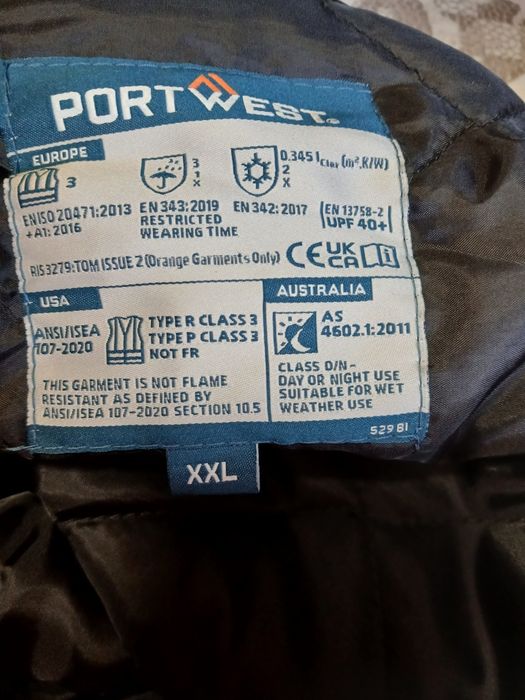 PORTWEST®
EUROPE
3
3
1
X
0.345 Icler (m².K/W)
2
X
EN ISO 20471:2013
+A1: 2016
EN 343:2019
RESTRICTED
WEARING TIME
EN 342: 2017
EN 13758-2
UPF 40+
RIS 3279:TOM ISSUE 2 (Orange Garments Only)
CE
UK
CA
i
USA
ANSI/ISEA
107-2020
TYPE R CLASS 3
TYPE P CLASS 3
NOT FR
THIS GARMENT IS NOT FLAME
RESISTANT AS DEFINED BY
ANSI/ISEA 107-2020 SECTION 10.5
AUSTRALIA
AS
4602.1:2011
CLASS D/N-
DAY OR NIGHT USE
SUITABLE FOR WET
WEATHER USE
529 BI
XXL